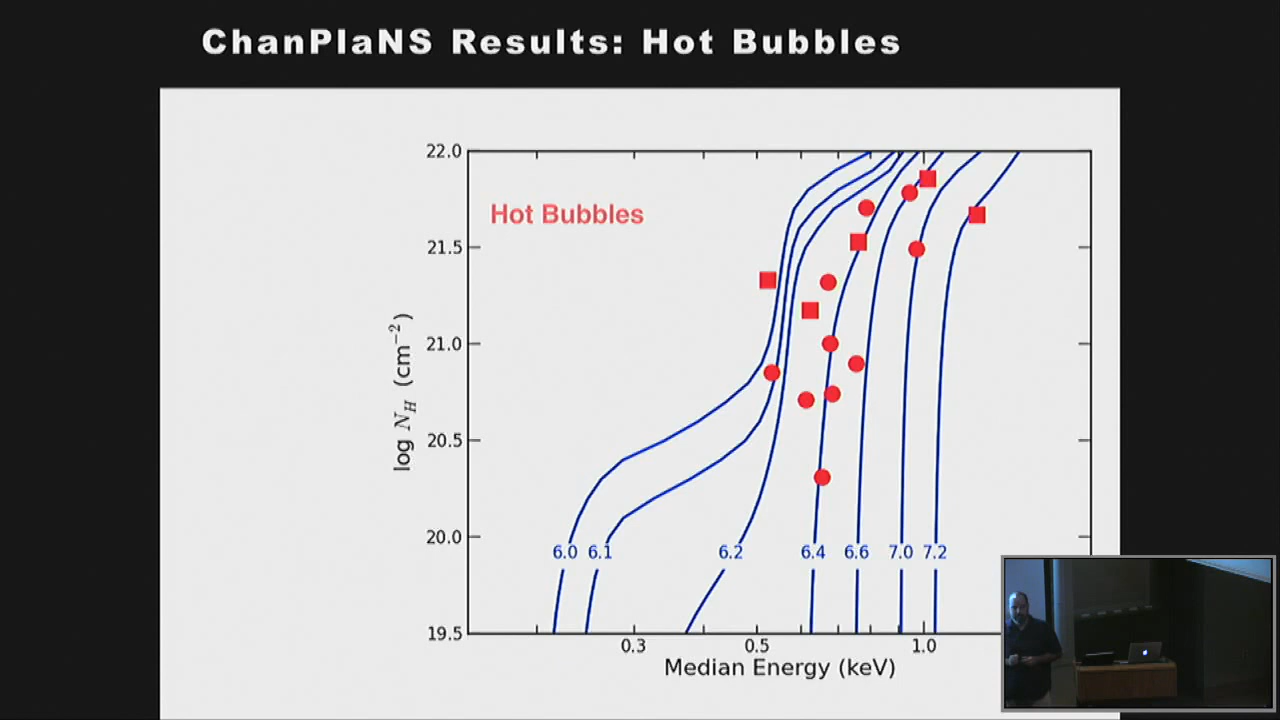 ChanPlaNS Results: Hot Bubbles
22.0
Hot Bubbles
21.5
21.0
log N_H (cm⁻²)
20.5
20.0
6.0 6.1 6.2 6.4 6.6 7.0 7.2
19.5
0.3 0.5 1.0
Median Energy (keV)